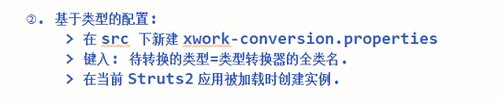 ②. 基于类型的配置:
> 在 src 下新建 xwork-conversion.properties
> 键入: 待转换的类型=类型转换器的全类名.
> 在当前 Struts2 应用被加载时创建实例.